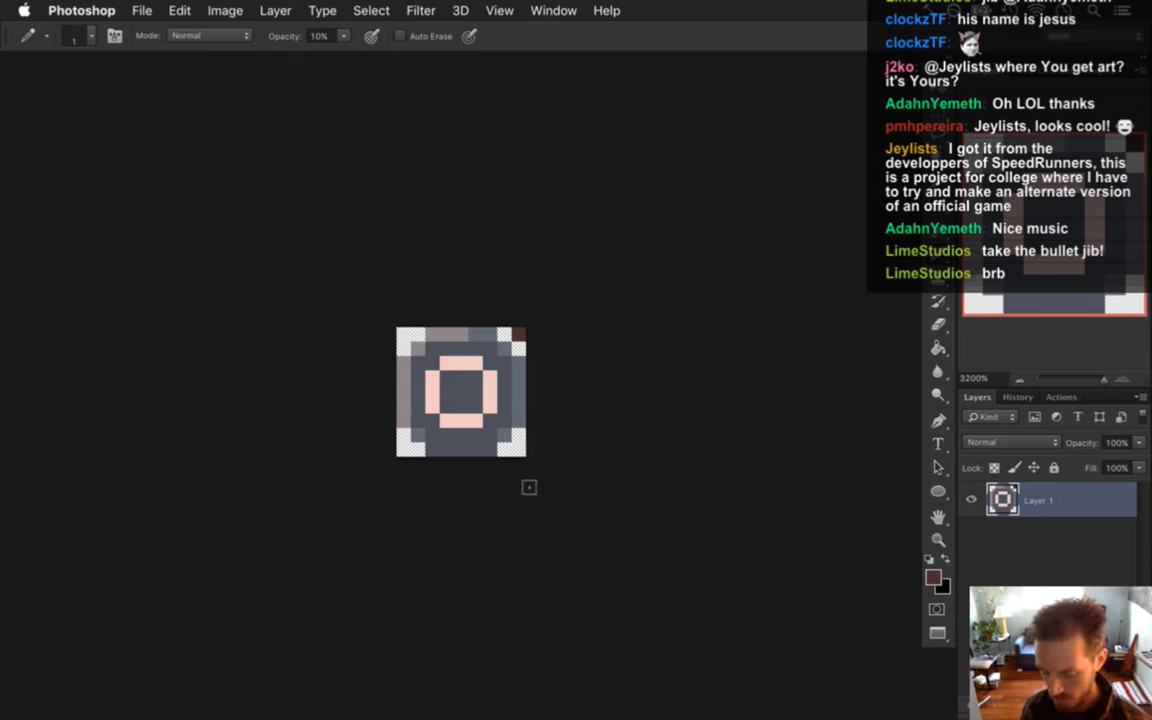 Photoshop File Edit Image Layer Type Select Filter 3D View Window Help
1 Mode: Normal Opacity: 10% Auto Erase
clockzTF: his name is jesus
clockzTF:
j2ko: @Jeylists where You get art?
it's Yours?
AdahnYemeth: Oh LOL thanks
pmhpereira: Jeylists, looks cool!
Jeylists: I got it from the
developpers of SpeedRunners, this
is a project for college where I have
to try and make an alternate version
of an official game
AdahnYemeth: Nice music
LimeStudios: take the bullet jib!
LimeStudios: brb
3200%
Layers History Actions
Kind
Normal Opacity: 100%
Lock: Fill: 100%
Layer 1